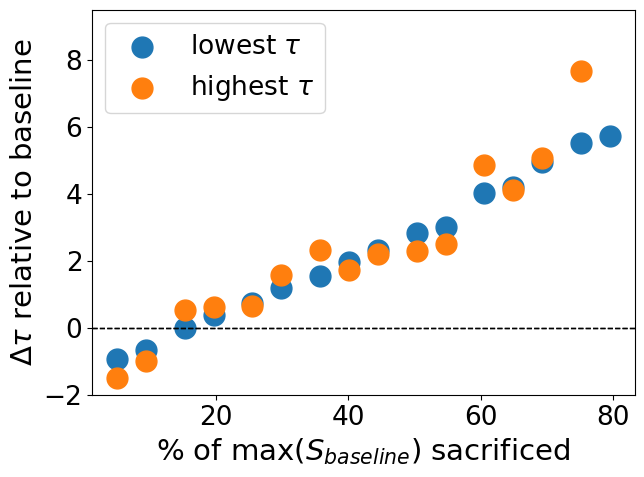 lowest τ
highest τ
8
6
4
2
0
−2
20 40 60 80
Δτ relative to baseline
% of max(S_baseline) sacrificed